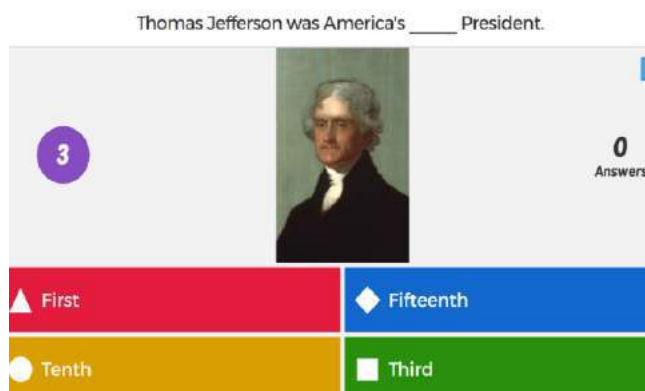 Thomas Jefferson was America's _____ President.
3
0
Answers
First
Fifteenth
Tenth
Third